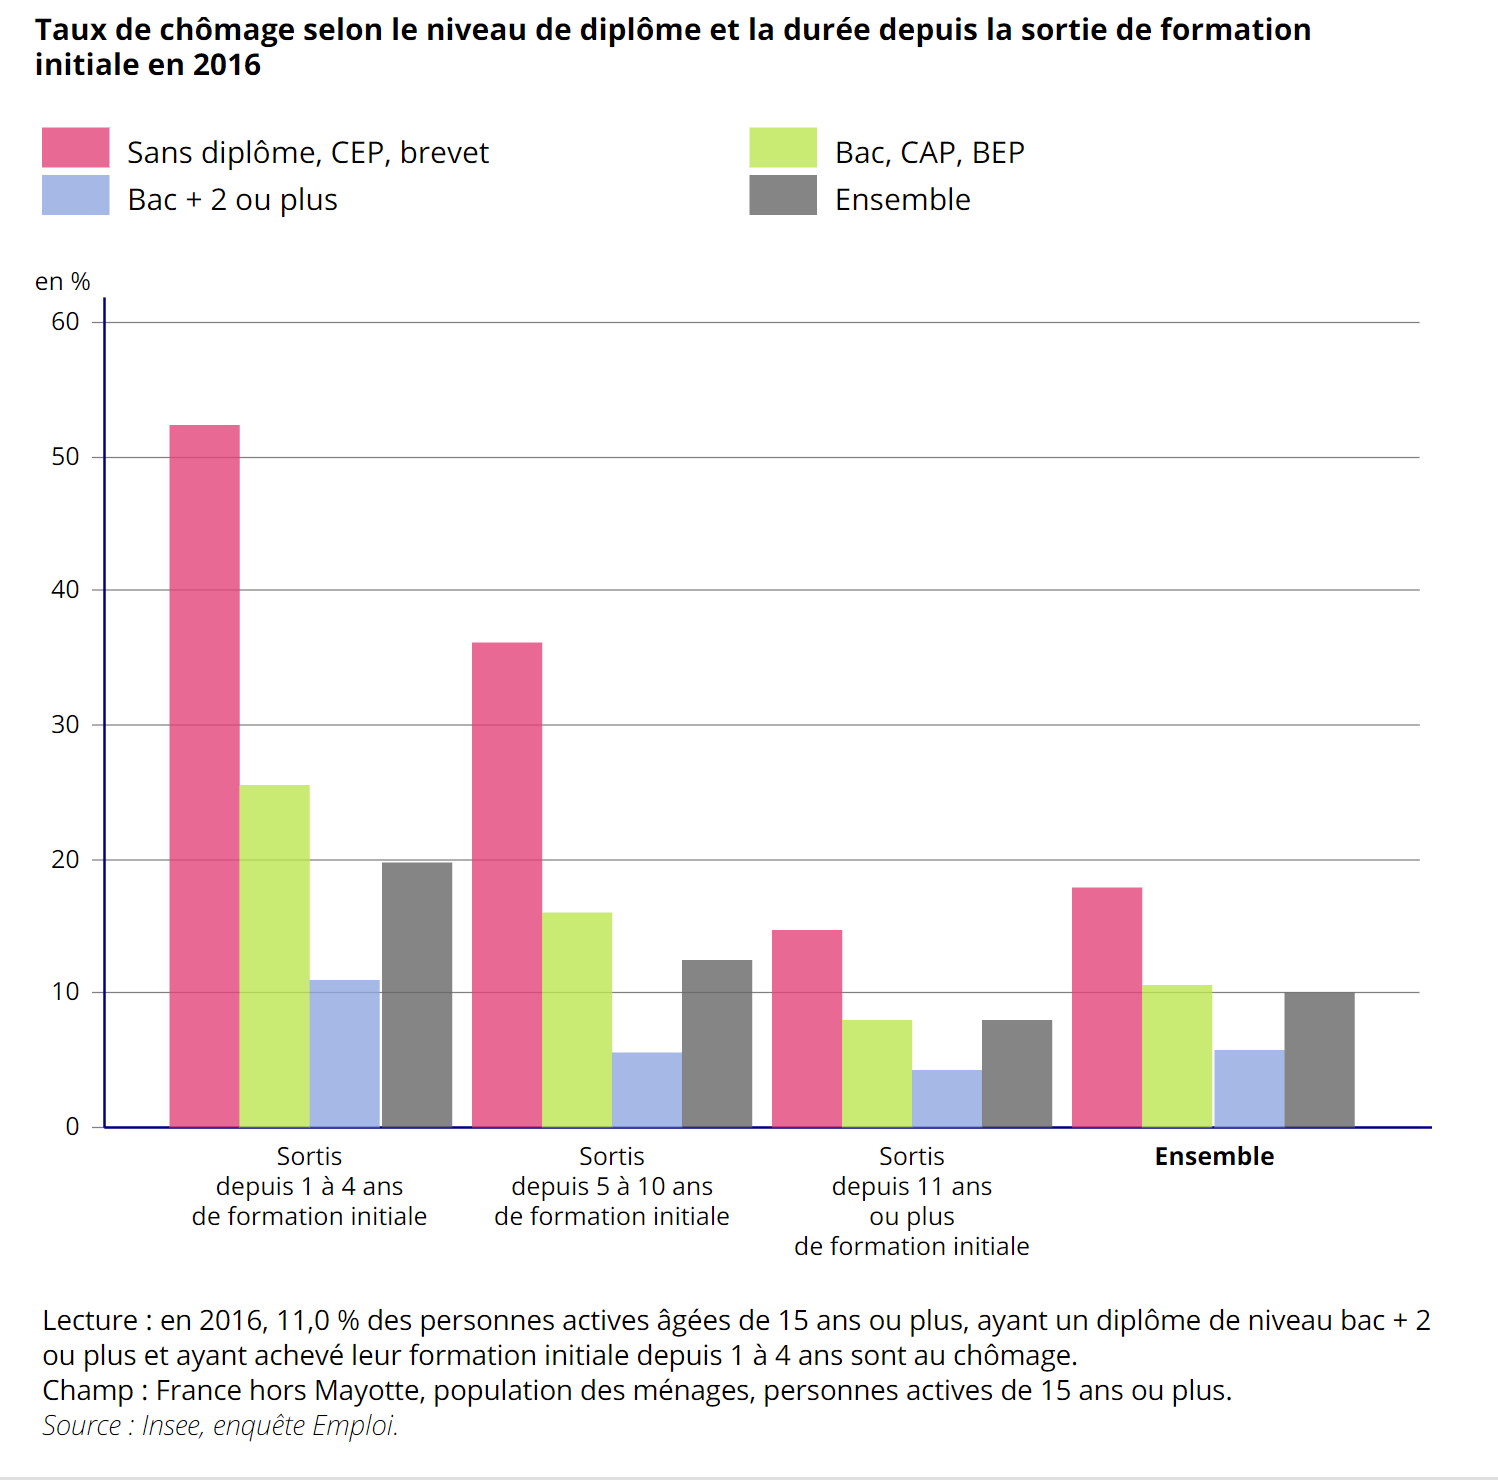 Taux de chômage selon le niveau de diplôme et la durée depuis la sortie de formation
initiale en 2016
Sans diplôme, CEP, brevet
Bac, CAP, BEP
Bac + 2 ou plus
Ensemble
en %
60
50
40
30
20
10
0
Sortis
depuis 1 à 4 ans
de formation initiale
Sortis
depuis 5 à 10 ans
de formation initiale
Sortis
depuis 11 ans
ou plus
de formation initiale
Ensemble
Lecture : en 2016, 11,0 % des personnes actives âgées de 15 ans ou plus, ayant un diplôme de niveau bac + 2
ou plus et ayant achevé leur formation initiale depuis 1 à 4 ans sont au chômage.
Champ : France hors Mayotte, population des ménages, personnes actives de 15 ans ou plus.
Source : Insee, enquête Emploi.